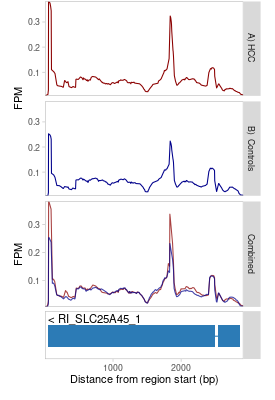 A) HCC
0.3
0.2
0.1
FPM
B) Controls
0.3
0.2
0.1
FPM
Combined
0.3
0.2
0.1
FPM
< RI_SLC25A45_1
1000
2000
Distance from region start (bp)